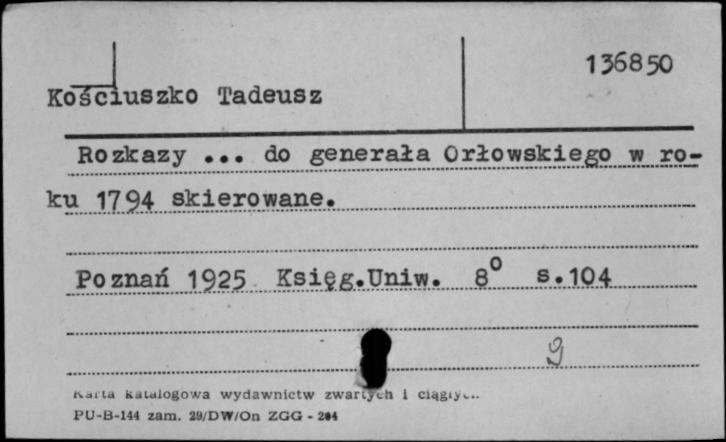 136850
Kościuszko Tadeusz
Rozkazy ... do generała Orłowskiego w ro-
ku 1794 skierowane.
Poznań 1925 Księg.Uniw. 8° s.104
9
Karta katalogowa wydawnictw zwartych i ciągłych.
PU-B-144 zam. 29/DW/On ZGG - 204